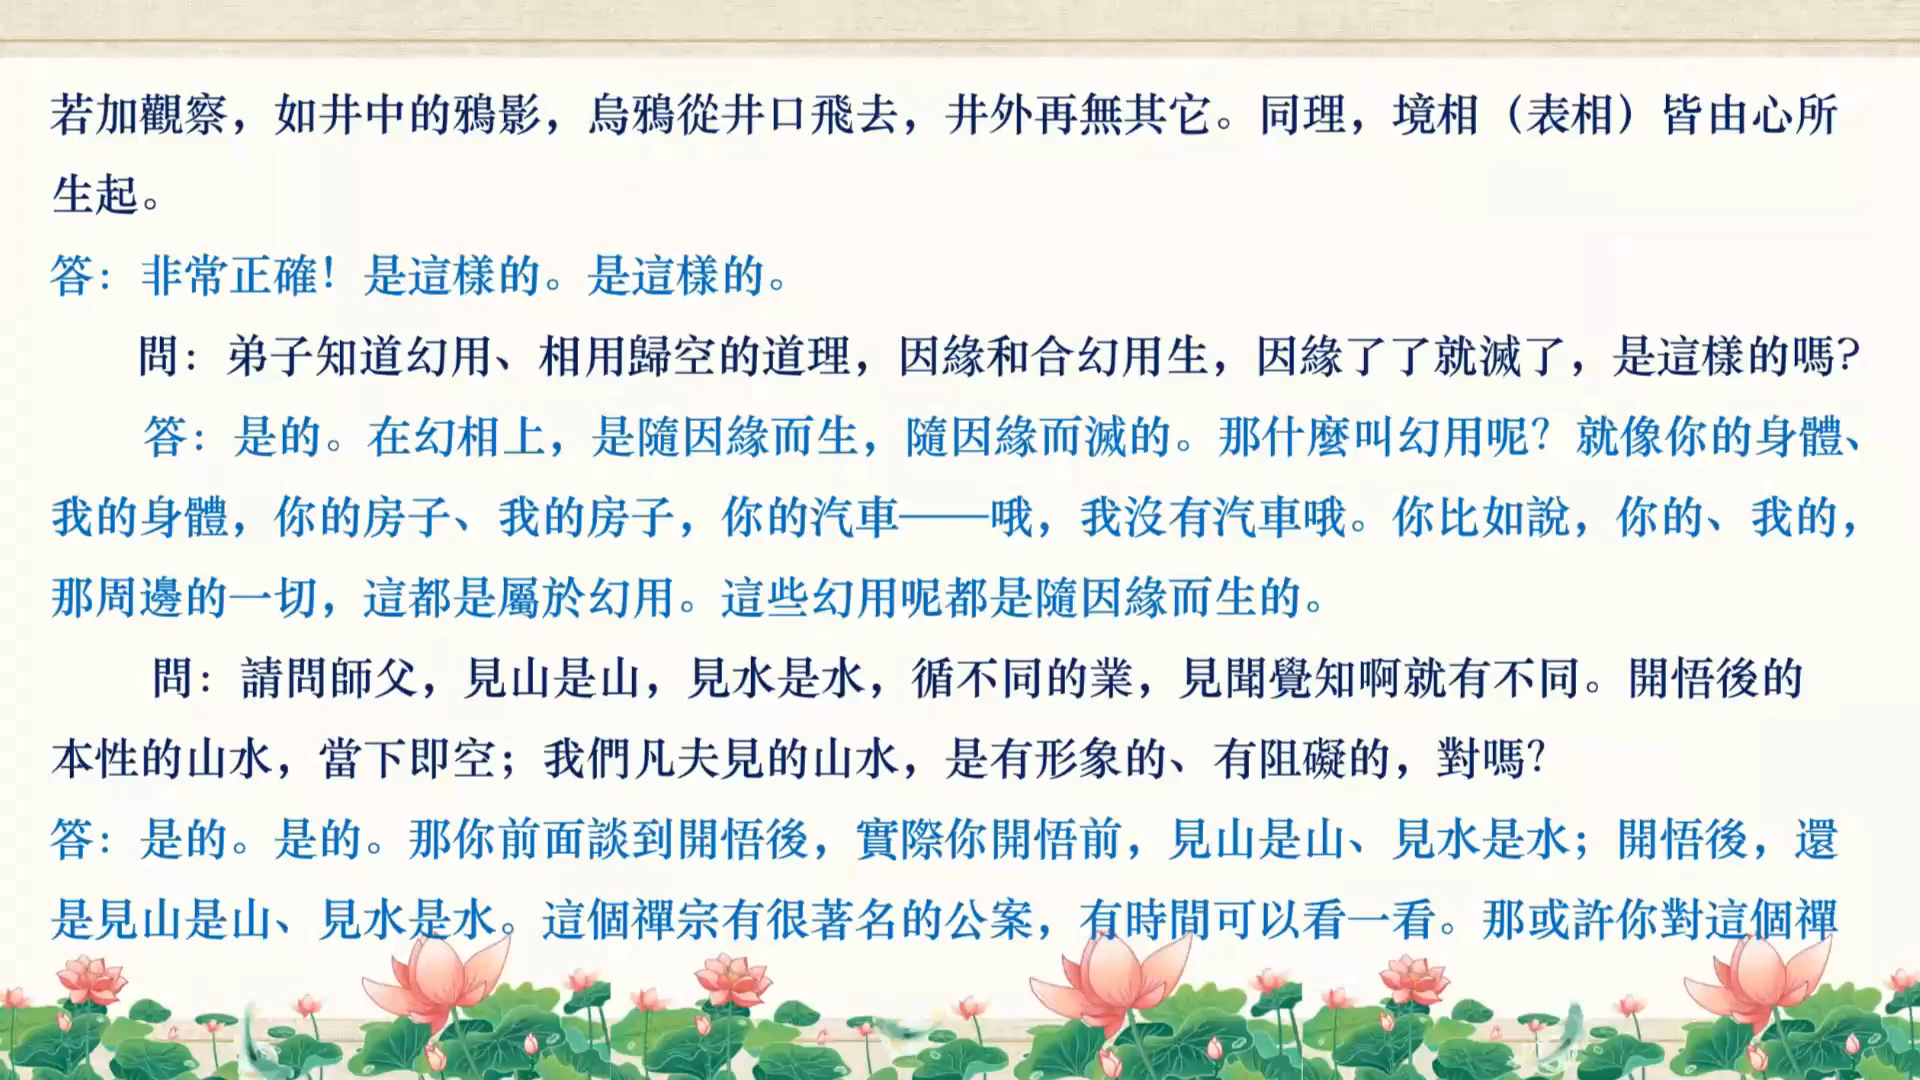 若加觀察，如井中的鴉影，烏鴉從井口飛去，井外再無其它。同理，境相（表相）皆由心所
生起。
答：非常正確！是這樣的。是這樣的。
問：弟子知道幻用、相用歸空的道理，因緣和合幻用生，因緣了了就滅了，是這樣的嗎？
答：是的。在幻相上，是隨因緣而生，隨因緣而滅的。那什麼叫幻用呢？就像你的身體、
我的身體，你的房子、我的房子，你的汽車——哦，我沒有汽車哦。你比如說，你的、我的，
那周邊的一切，這都是屬於幻用。這些幻用呢都是隨因緣而生的。
問：請問師父，見山是山，見水是水，循不同的業，見聞覺知啊就有不同。開悟後的
本性的山水，當下即空；我們凡夫見的山水，是有形象的、有阻礙的，對嗎？
答：是的。是的。那你前面談到開悟後，實際你開悟前，見山是山、見水是水；開悟後，還
是見山是山、見水是水。這個禪宗有很著名的公案，有時間可以看一看。那或許你對這個禪